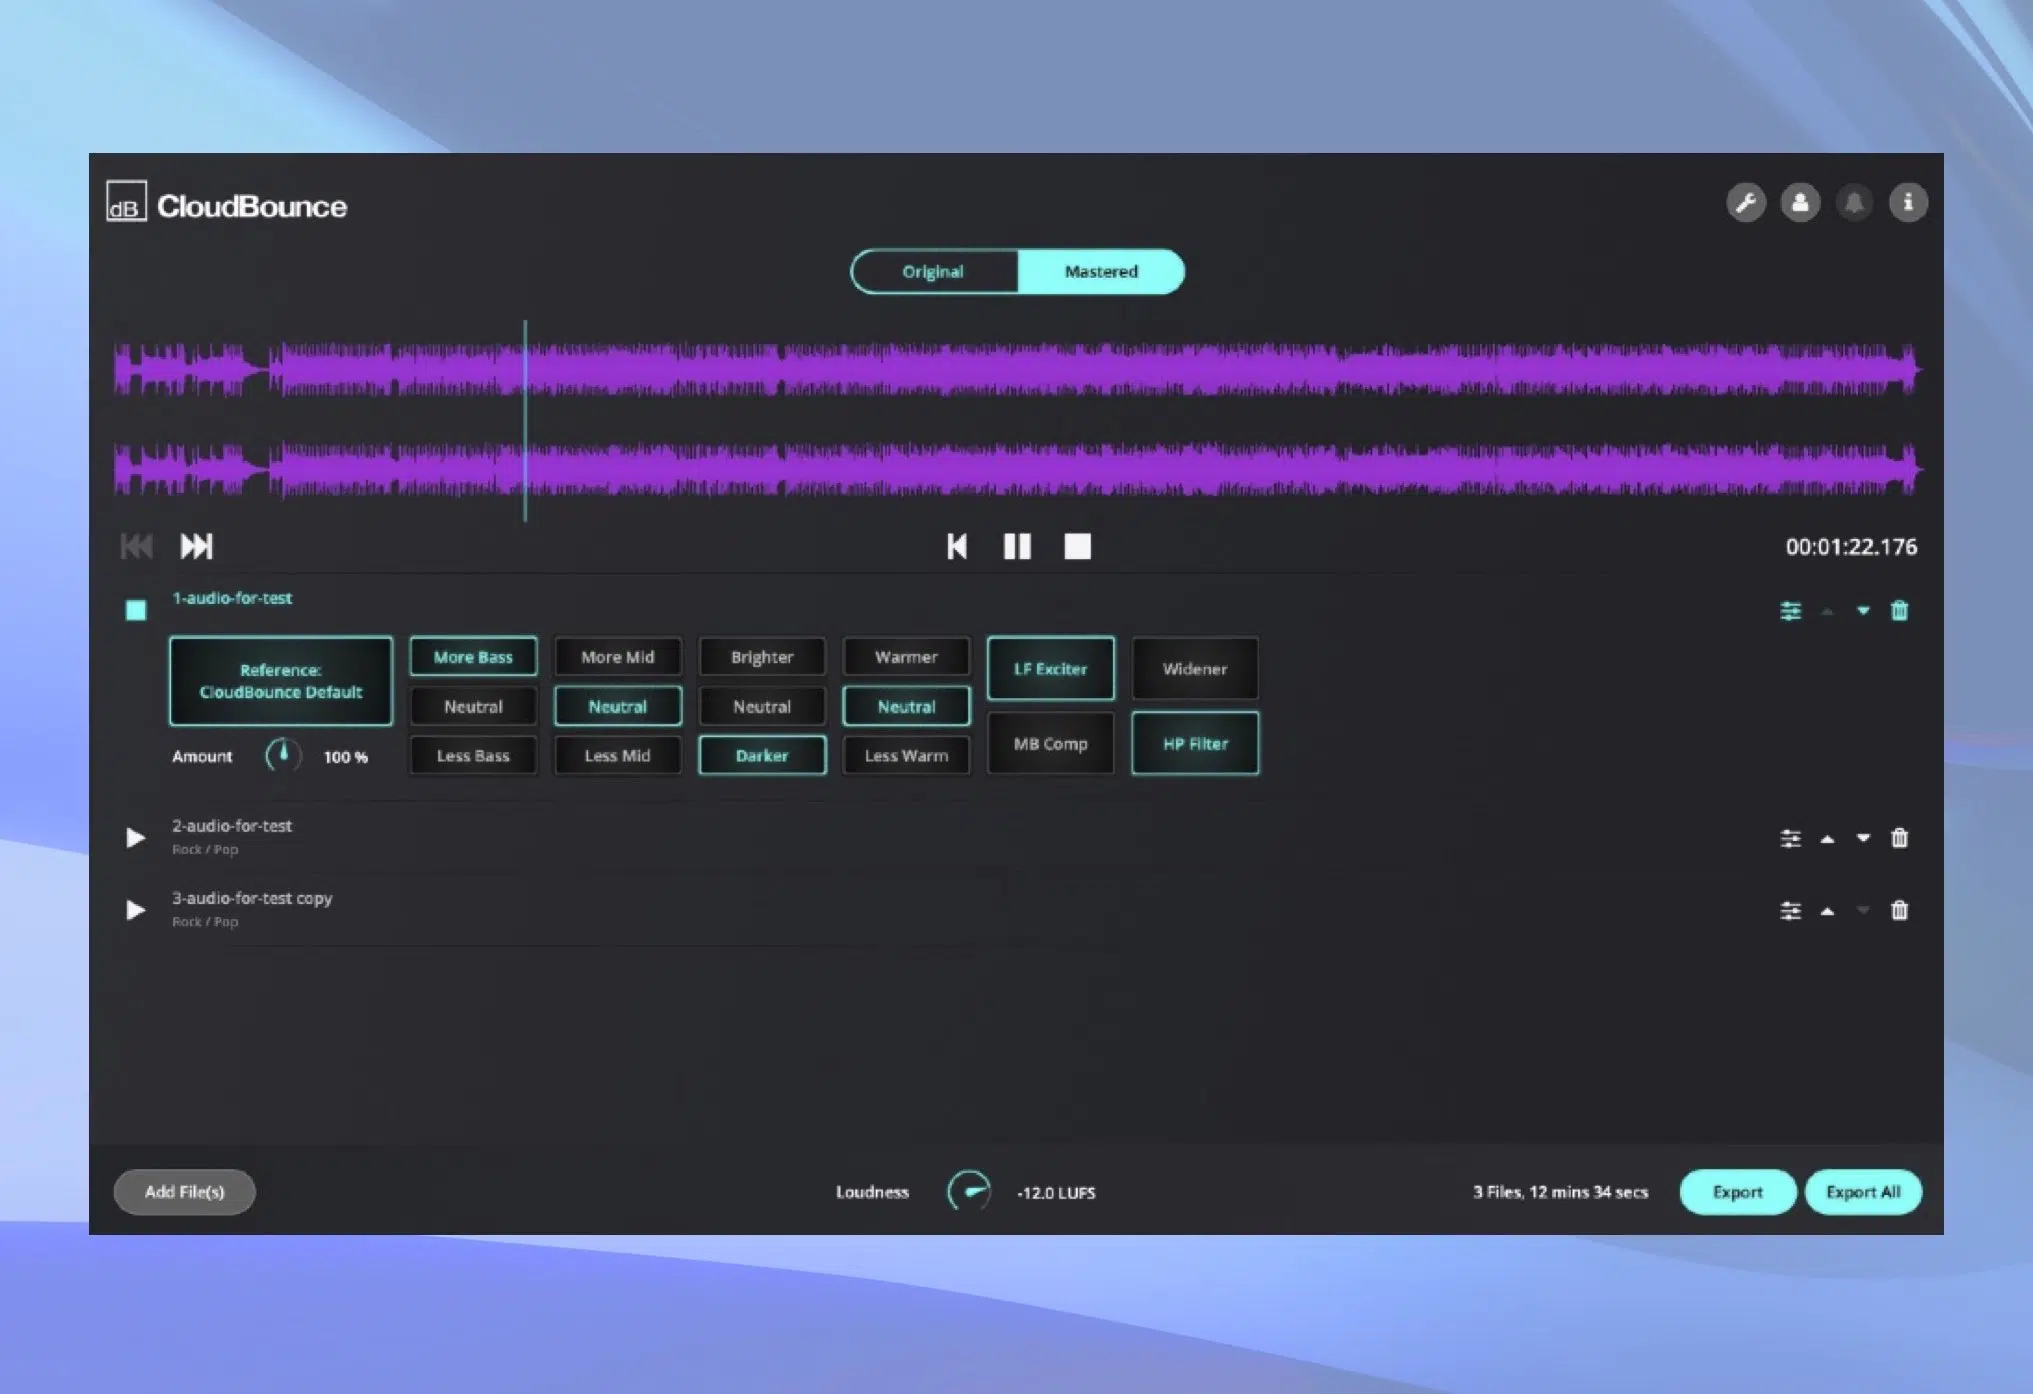 dB CloudBounce
Original Mastered
00:01:22.176
1-audio-for-test
Reference:
CloudBounce Default
Amount 100 %
More Bass More Mid Brighter Warmer LF Exciter Widener
Neutral Neutral Neutral Neutral
Less Bass Less Mid Darker Less Warm MB Comp HP Filter
2-audio-for-test
Rock / Pop
3-audio-for-test copy
Rock / Pop
Add File(s) Loudness -12.0 LUFS 3 Files, 12 mins 34 secs Export Export All